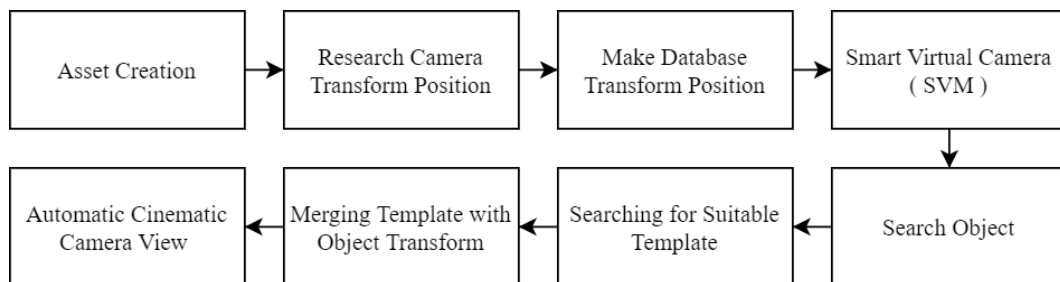 Asset Creation
Research Camera
Transform Position
Make Database
Transform Position
Smart Virtual Camera
( SVM )
Search Object
Searching for Suitable
Template
Merging Template with
Object Transform
Automatic Cinematic
Camera View